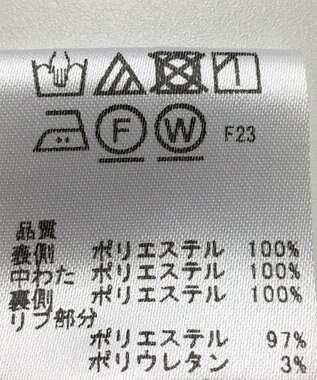 F W F23
品質
表側 ポリエステル 100%
中わた ポリエステル 100%
裏側 ポリエステル 100%
リブ部分
ポリエステル 97%
ポリウレタン 3%